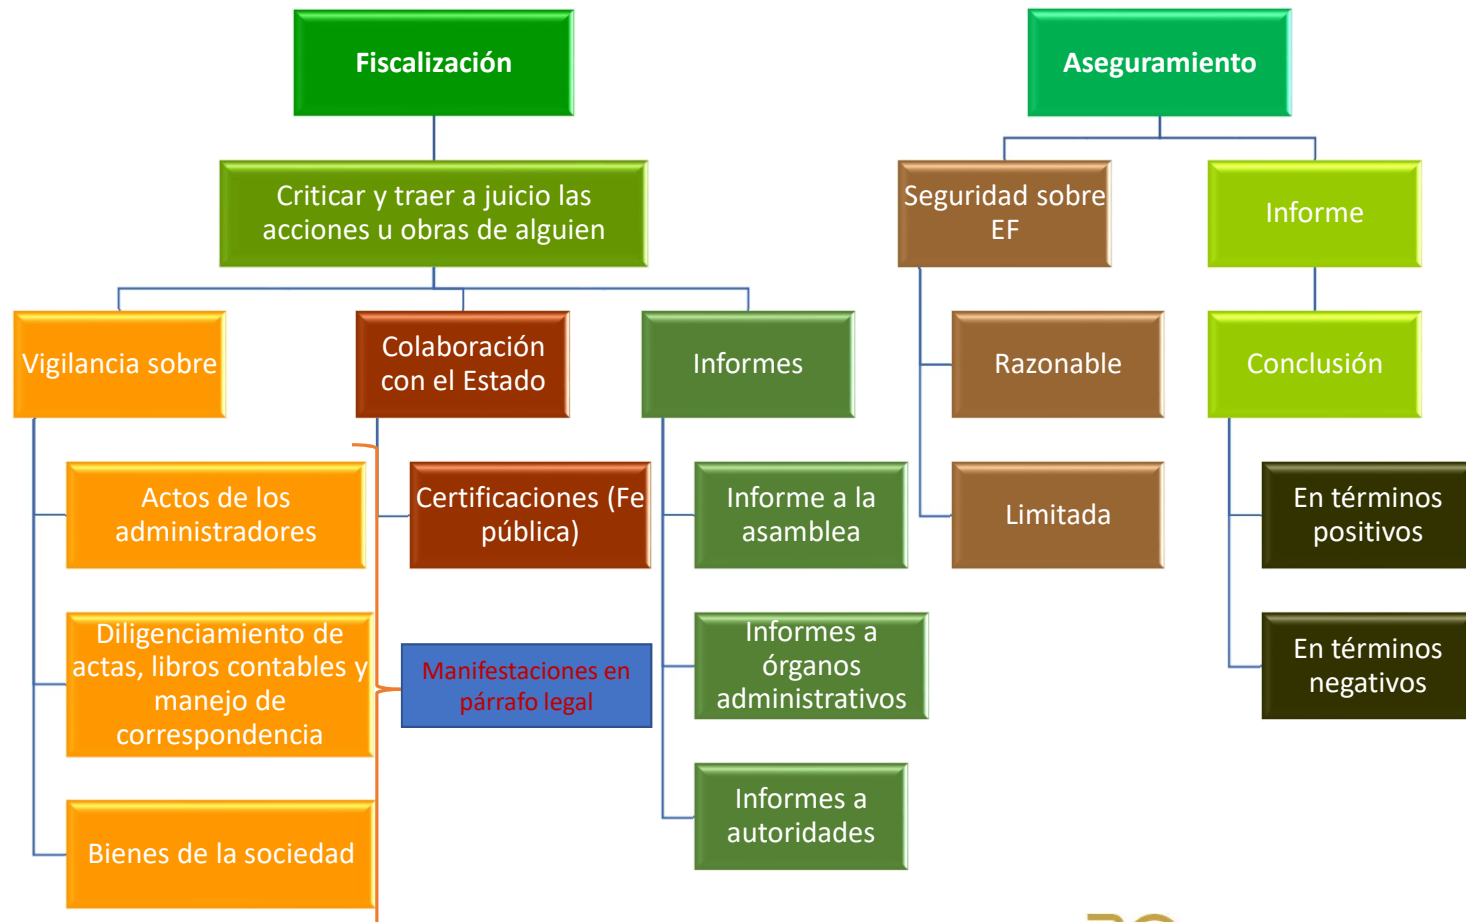 Fiscalización
Aseguramiento
Criticar y traer a juicio las
acciones u obras de alguien
Seguridad sobre
EF
Informe
Vigilancia sobre
Colaboración
con el Estado
Informes
Razonable
Conclusión
Actos de los
administradores
Certificaciones (Fe
pública)
Informe a la
asamblea
Limitada
En términos
positivos
Diligenciamiento de
actas, libros contables y
manejo de
correspondencia
Manifestaciones en
párrafo legal
Informes a
órganos
administrativos
En términos
negativos
Bienes de la sociedad
Informes a
autoridades